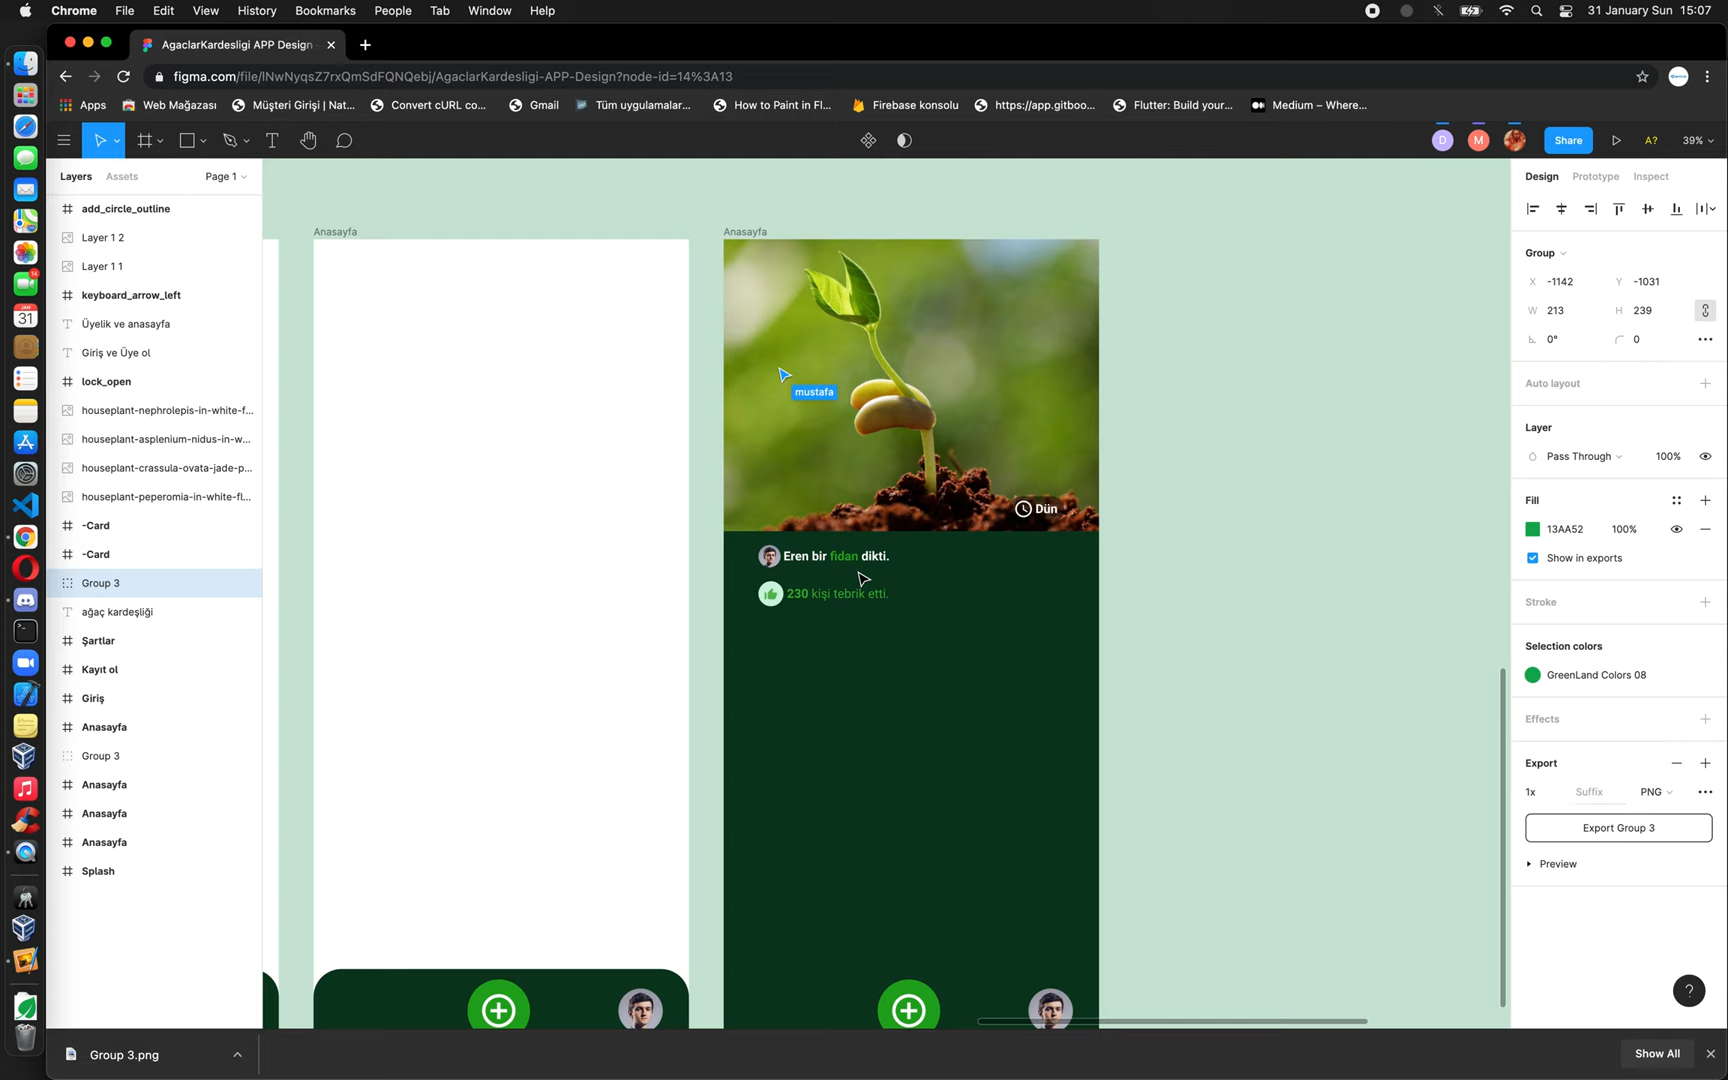 Chrome File Edit View History Bookmarks People Tab Window Help
31 January Sun 15:07
AgaclarKardesligi APP Design
figma.com/file/lNwNyqsZ7rxQmSdFQNQebj/AgaclarKardesligi-APP-Design?node-id=14%3A13
Apps Web Mağazası Müşteri Girişi | Nat... Convert cURL co... Gmail Tüm uygulamalar... How to Paint in Fl... Firebase konsolu https://app.gitboo... Flutter: Build your... Medium – Where...
D M Share A? 39%
Layers Assets Page 1
add_circle_outline
Layer 1 2
Layer 1 1
keyboard_arrow_left
Üyelik ve anasayfa
Giriş ve Üye ol
lock_open
houseplant-nephrolepis-in-white-f...
houseplant-asplenium-nidus-in-w...
houseplant-crassula-ovata-jade-p...
houseplant-peperomia-in-white-fl...
-Card
-Card
Group 3
ağaç kardeşliği
Şartlar
Kayıt ol
Giriş
Anasayfa
Group 3
Anasayfa
Anasayfa
Anasayfa
Splash
Anasayfa
Anasayfa
mustafa
Dün
Eren bir fidan dikti.
230 kişi tebrik etti.
Design Prototype Inspect
Group
X -1142 Y -1031
W 213 H 239
0° 0
Auto layout
Layer
Pass Through 100%
Fill
13AA52 100%
Show in exports
Stroke
Selection colors
GreenLand Colors 08
Effects
Export
1x Suffix PNG
Export Group 3
Preview
?
Group 3.png
Show All
14
JAN
31